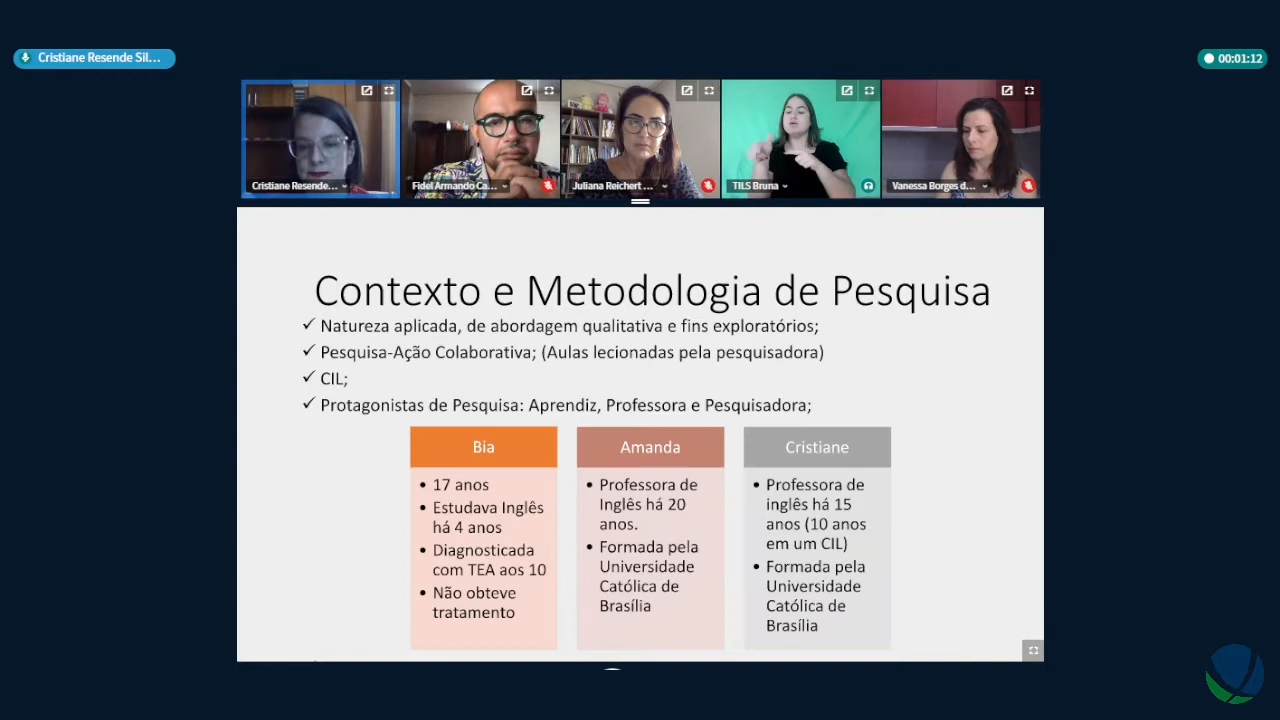 Cristiane Resende Sil...
00:01:12
Cristiane Resende...
Fidel Armando Ca...
Juliana Reichert ...
TILS Bruna
Vanessa Borges d...
Contexto e Metodologia de Pesquisa
✓ Natureza aplicada, de abordagem qualitativa e fins exploratórios;
✓ Pesquisa-Ação Colaborativa; (Aulas lecionadas pela pesquisadora)
✓ CIL;
✓ Protagonistas de Pesquisa: Aprendiz, Professora e Pesquisadora;
Bia
• 17 anos
• Estudava Inglês
há 4 anos
• Diagnosticada
com TEA aos 10
• Não obteve
tratamento
Amanda
• Professora de
Inglês há 20
anos.
• Formada pela
Universidade
Católica de
Brasília
Cristiane
• Professora de
inglês há 15
anos (10 anos
em um CIL)
• Formada pela
Universidade
Católica de
Brasília